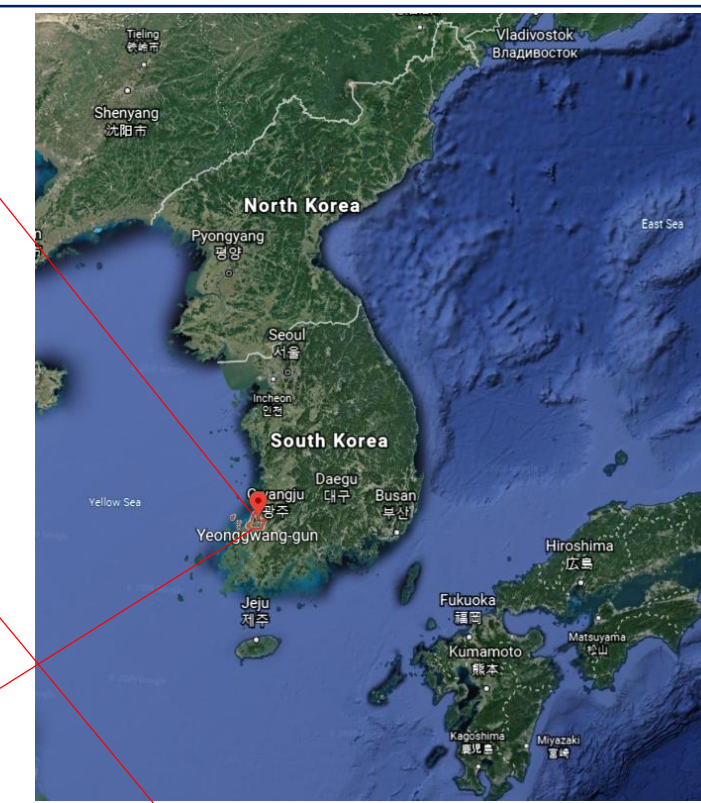 Tieling
铁岭市
Vladivostok
Владивосток
Shenyang
沈阳市
North Korea
East Sea
Pyongyang
평양
Seoul
서울
Incheon
인천
South Korea
Yellow Sea
Gwangju
광주
Daegu
대구
Busan
부산
Yeonggwang-gun
Hiroshima
広島
Jeju
제주
Fukuoka
福岡
Matsuyama
松山
Kumamoto
熊本
Kagoshima
鹿児島
Miyazaki
宮崎